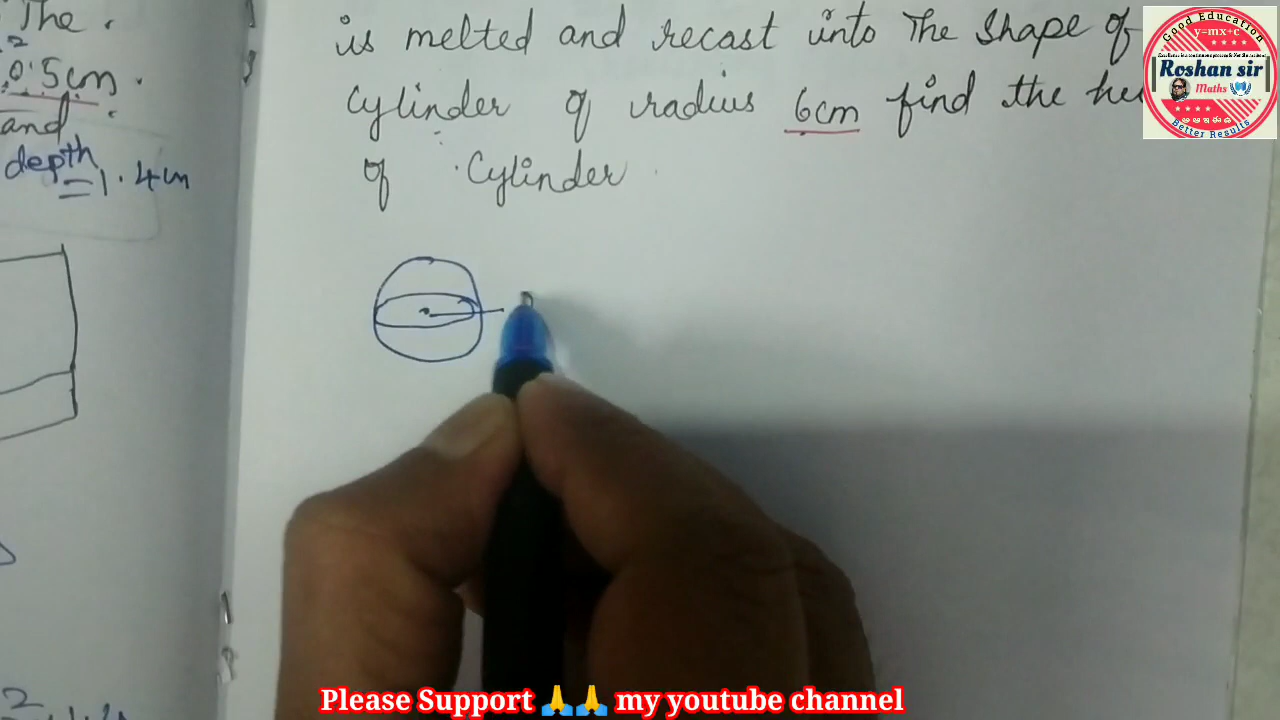 The .
0.5cm .
and
depth
= 1.4cm
is melted and recast into The shape of
Cylinder of radius 6cm find the
of Cylinder
Good Education
y=mx+c
Roshan sir
Maths
Better Results
Please Support 🙏🙏 my youtube channel